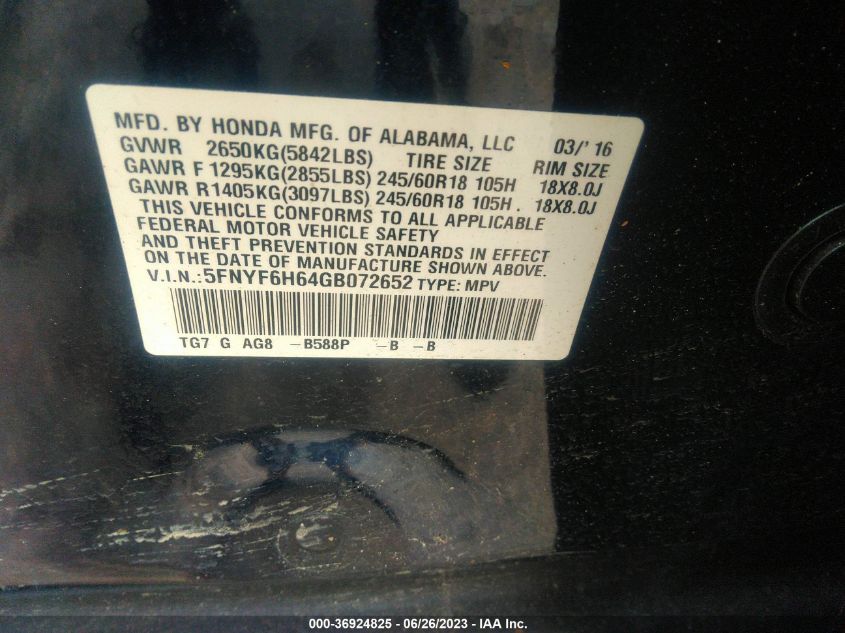 MFD. BY HONDA MFG. OF ALABAMA, LLC 03/' 16
GVWR 2650KG(5842LBS) TIRE SIZE RIM SIZE
GAWR F 1295KG(2855LBS) 245/60R18 105H 18X8.0J
GAWR R1405KG(3097LBS) 245/60R18 105H . 18X8.0J
THIS VEHICLE CONFORMS TO ALL APPLICABLE
FEDERAL MOTOR VEHICLE SAFETY
AND THEFT PREVENTION STANDARDS IN EFFECT
ON THE DATE OF MANUFACTURE SHOWN ABOVE.
V.I.N.:5FNYF6H64GB072652 TYPE: MPV
TG7 G AG8 -B588P -B -B
000-36924825 - 06/26/2023 - IAA Inc.